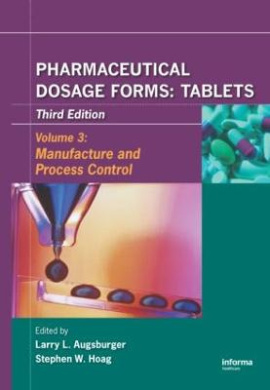 PHARMACEUTICAL
DOSAGE FORMS: TABLETS
Third Edition
Volume 3:
Manufacture and
Process Control
Edited by
Larry L. Augsburger
Stephen W. Hoag
informa
healthcare